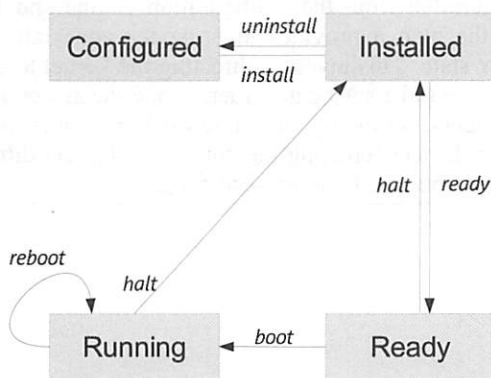 Configured
uninstall
install
Installed
halt
ready
reboot
halt
Running
boot
Ready